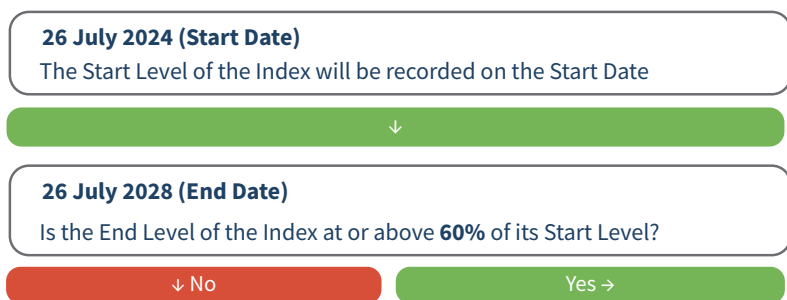 26 July 2024 (Start Date)
The Start Level of the Index will be recorded on the Start Date
↓
26 July 2028 (End Date)
Is the End Level of the Index at or above 60% of its Start Level?
↓ No
Yes →